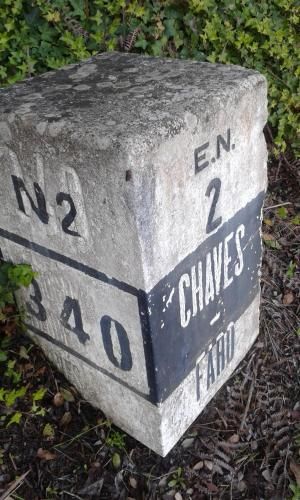 N2
340
E.N.
2
CHAVES
-
FARO